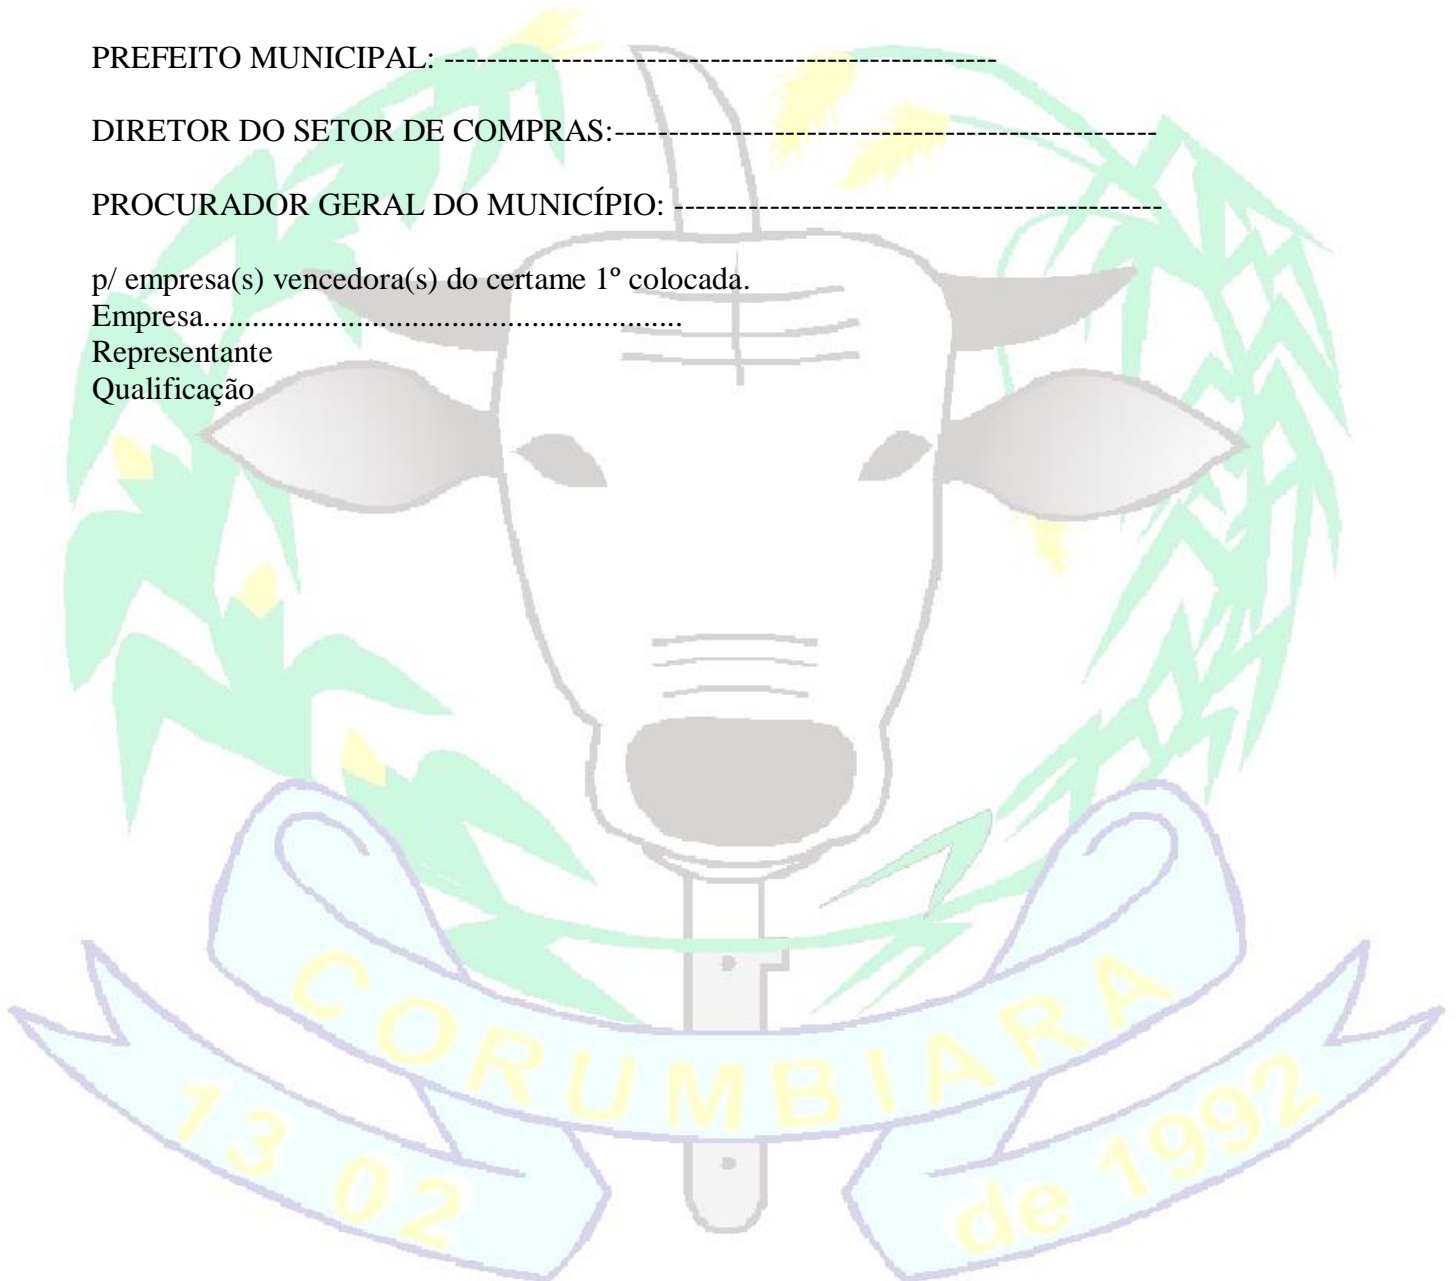 PREFEITO MUNICIPAL: ----------------------------------------------------
DIRETOR DO SETOR DE COMPRAS:---------------------------------------------------
PROCURADOR GERAL DO MUNICÍPIO: ----------------------------------------------
p/ empresa(s) vencedora(s) do certame 1º colocada.
Empresa............................................................
Representante
Qualificação
CORUMBIARA
13 02 de 1992